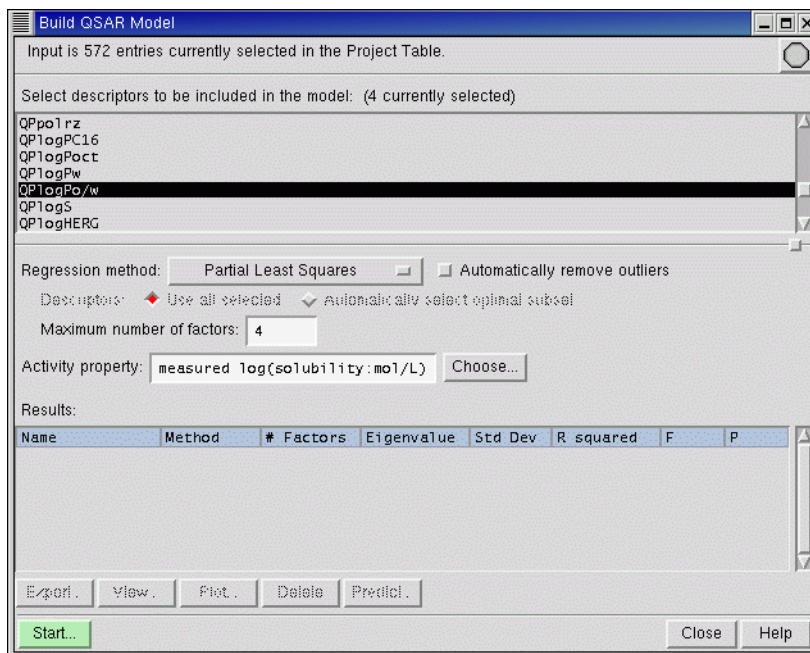 Build QSAR Model
Input is 572 entries currently selected in the Project Table.
Select descriptors to be included in the model: (4 currently selected)
QPpolrz
QPlogPC16
QPlogPoct
QPlogPw
QPlogPo/w
QPlogS
QPlogHERG
Regression method: Partial Least Squares Automatically remove outliers
Descriptors: Use all selected Automatically select optimal subset
Maximum number of factors: 4
Activity property: measured log(solubility:mol/L) Choose...
Results:
Name Method # Factors Eigenvalue Std Dev R squared F P
Export... View... Plot... Delete Predict...
Start... Close Help